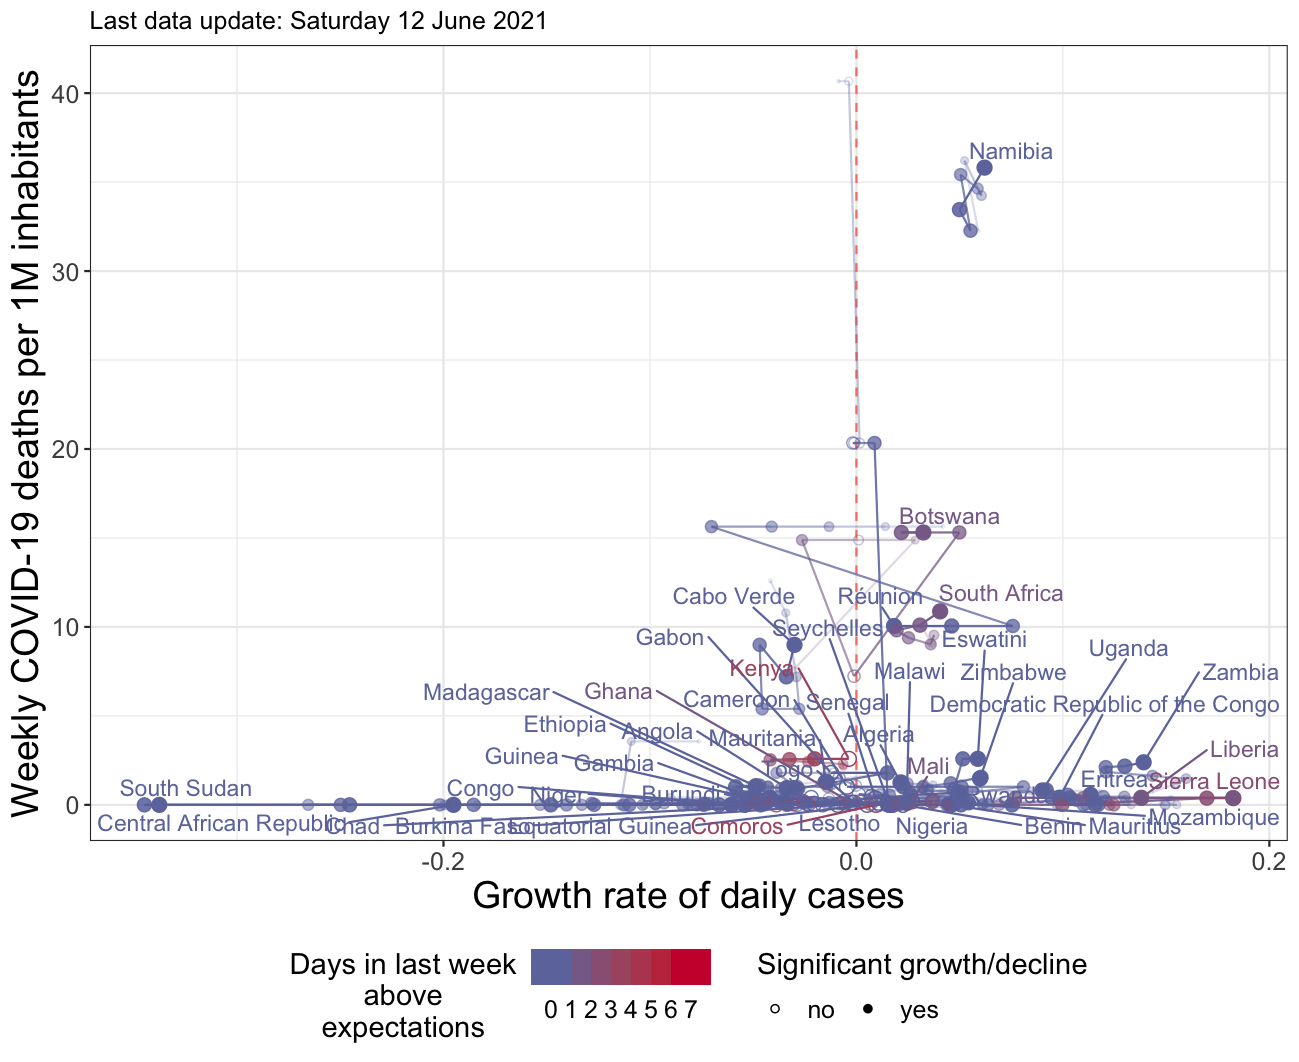 Last data update: Saturday 12 June 2021
Weekly COVID-19 deaths per 1M inhabitants
40
30
20
10
0
Namibia
Botswana
Cabo Verde
Réunion
South Africa
Gabon
Seychelles
Eswatini
Uganda
Kenya
Malawi
Zimbabwe
Zambia
Madagascar
Ghana
Cameroon
Senegal
Democratic Republic of the Congo
Ethiopia
Angola
Mauritania
Algeria
Guinea
Gambia
Mali
Liberia
South Sudan
Congo
Niger
Burundi
Eritrea
Sierra Leone
Central African Republic
Chad
Burkina Faso
Equatorial Guinea
Comoros
Lesotho
Nigeria
Benin
Mauritius
Mozambique
-0.2
0.0
0.2
Growth rate of daily cases
Days in last week
above
expectations
0 1 2 3 4 5 6 7
Significant growth/decline
no
yes